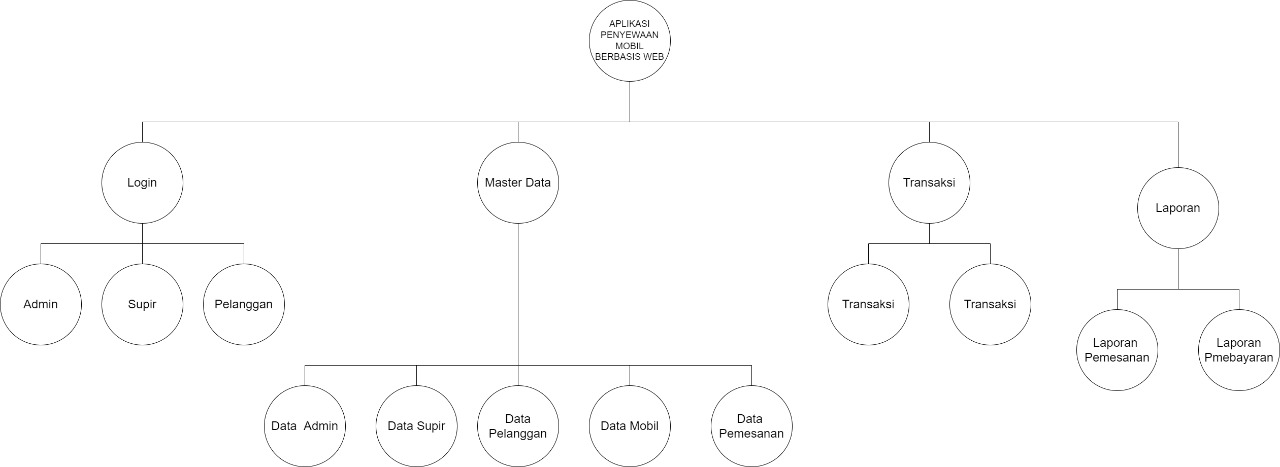 APLIKASI
PENYEWAAN
MOBIL
BERBASIS WEB
Login
Master Data
Transaksi
Laporan
Admin
Supir
Pelanggan
Transaksi
Transaksi
Laporan
Pemesanan
Laporan
Pmebayaran
Data Admin
Data Supir
Data
Pelanggan
Data Mobil
Data
Pemesanan